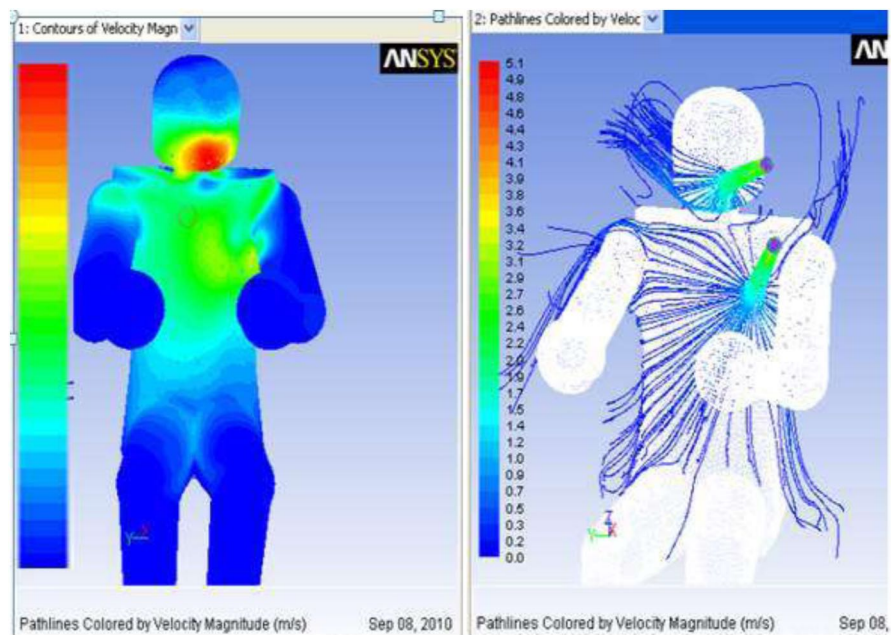 1: Contours of Velocity Magn
ANSYS
Y
X
Pathlines Colored by Velocity Magnitude (m/s)
Sep 08, 2010
2: Pathlines Colored by Veloc
AN
5.1
4.9
4.8
4.6
4.4
4.3
4.1
3.9
3.8
3.6
3.4
3.2
3.1
2.9
2.7
2.6
2.4
2.2
2.0
1.9
1.7
1.5
1.4
1.2
1.0
0.9
0.7
0.5
0.3
0.2
0.0
Z
Y
X
Pathlines Colored by Velocity Magnitude (m/s)
Sep 08,